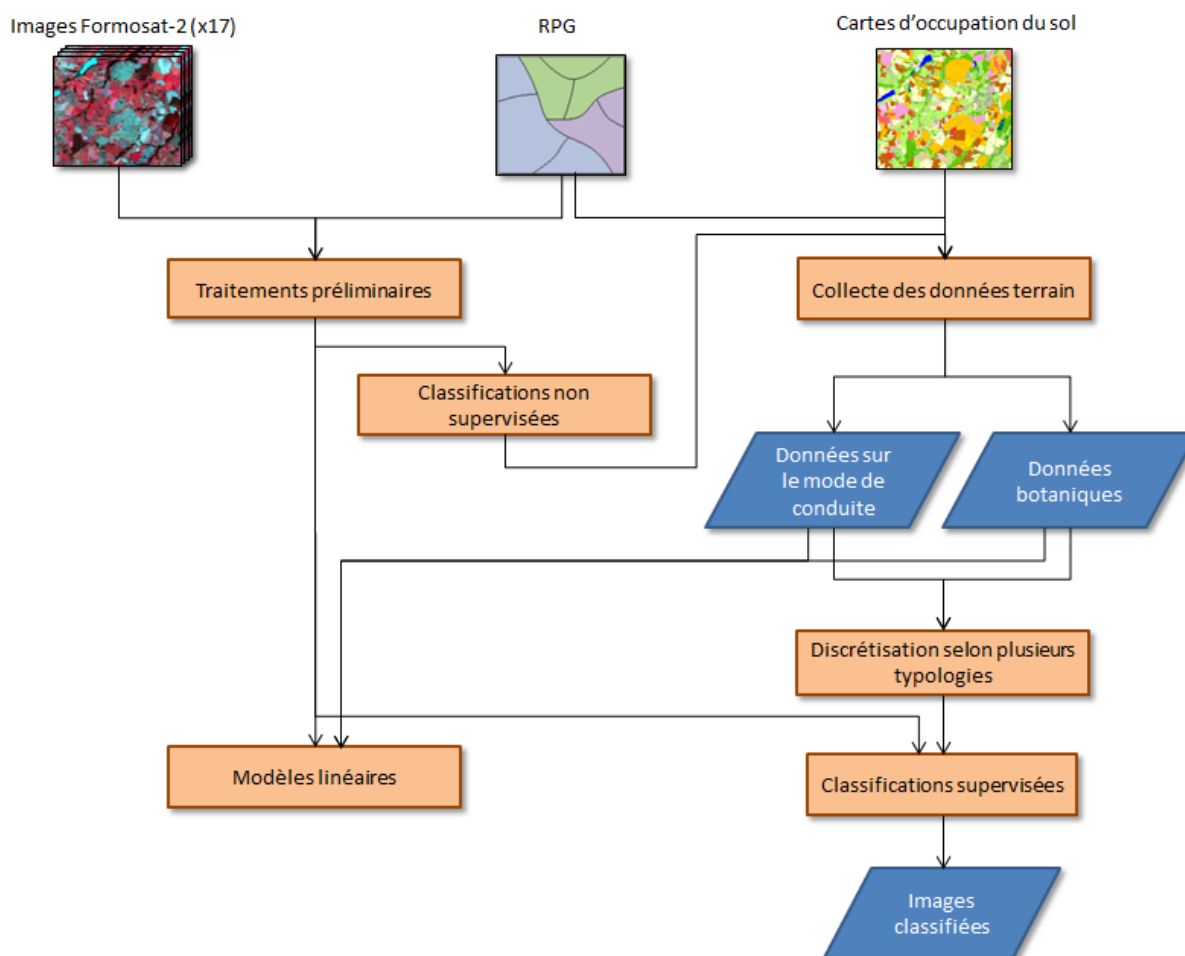 Images Formosat-2 (x17)
RPG
Cartes d’occupation du sol
Traitements préliminaires
Collecte des données terrain
Classifications non
supervisées
Données sur
le mode de
conduite
Données
botaniques
Discrétisation selon plusieurs
typologies
Modèles linéaires
Classifications supervisées
Images
classifiées